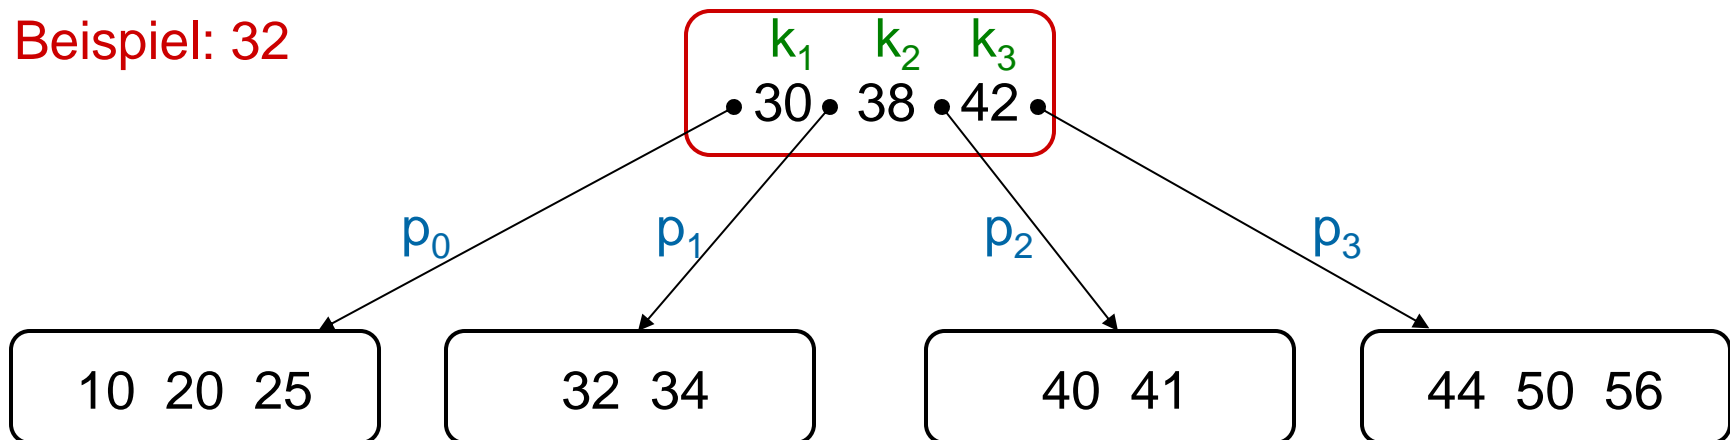 Beispiel: 32
k₁ k₂ k₃
30 38 42
p₀ p₁ p₂ p₃
10 20 25 32 34 40 41 44 50 56